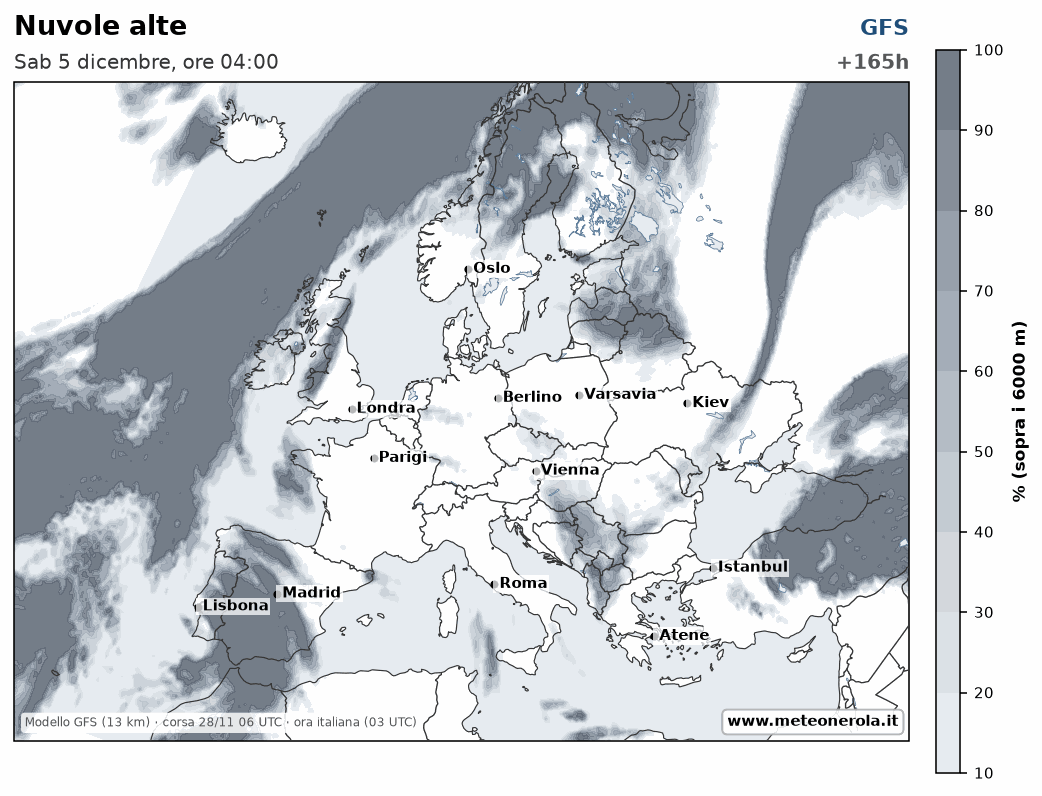 Nuvole alte
GFS
Sab 5 dicembre, ore 04:00
+165h
100
90
80
70
60
50
40
30
20
10
% (sopra i 6000 m)
Oslo
Berlino
Varsavia
Kiev
Londra
Parigi
Vienna
Istanbul
Roma
Madrid
Lisbona
Atene
Modello GFS (13 km) · corsa 28/11 06 UTC · ora italiana (03 UTC)
www.meteonerola.it